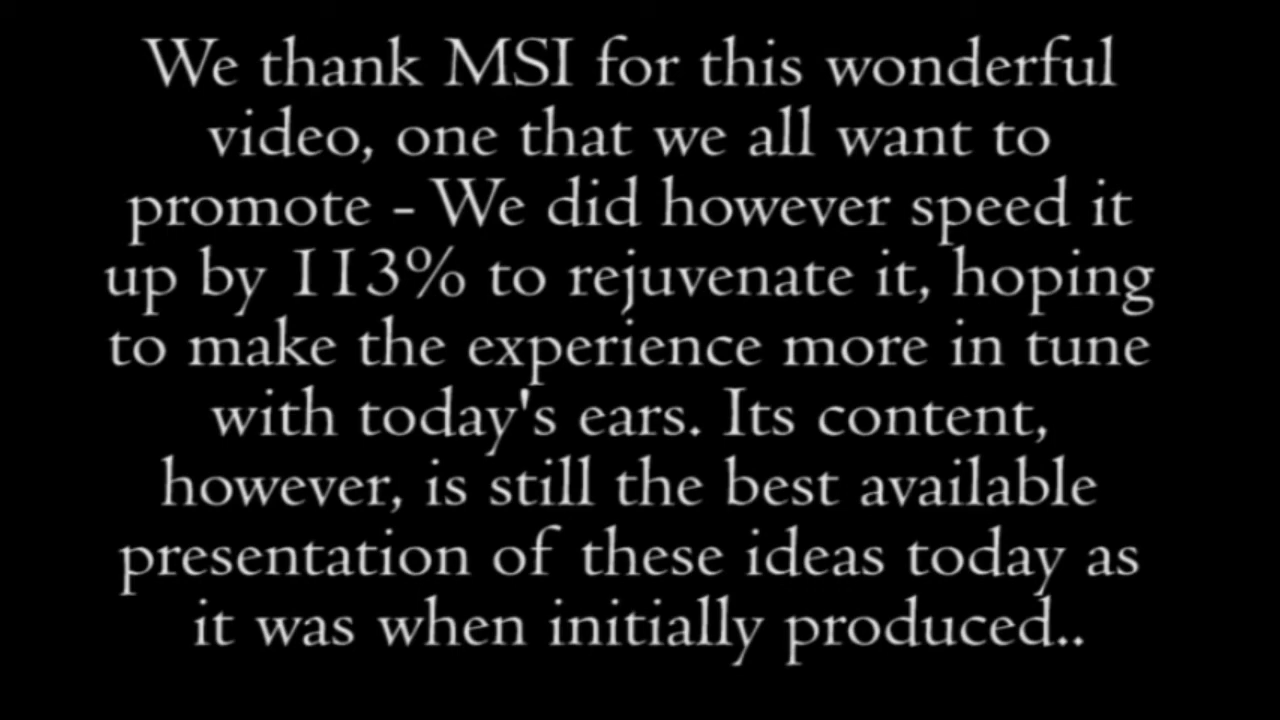 We thank MSI for this wonderful
video, one that we all want to
promote - We did however speed it
up by 113% to rejuvenate it, hoping
to make the experience more in tune
with today's ears. Its content,
however, is still the best available
presentation of these ideas today as
it was when initially produced..